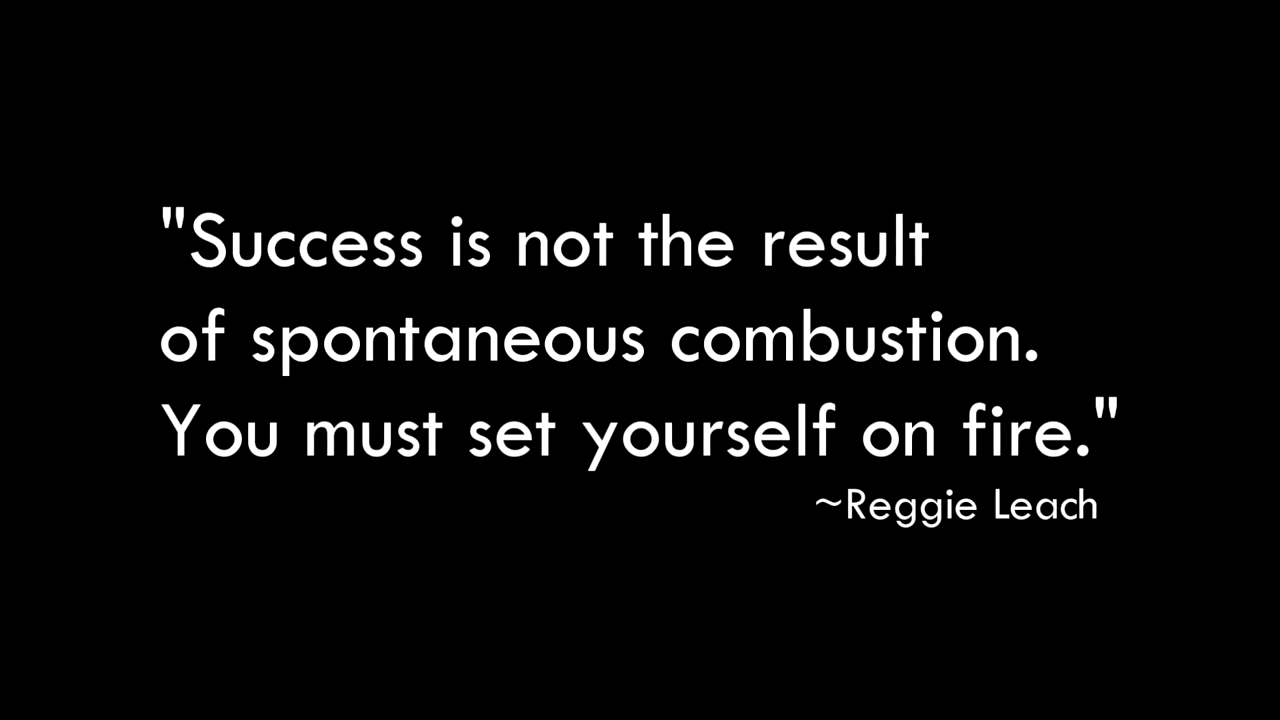 "Success is not the result
of spontaneous combustion.
You must set yourself on fire."
~Reggie Leach